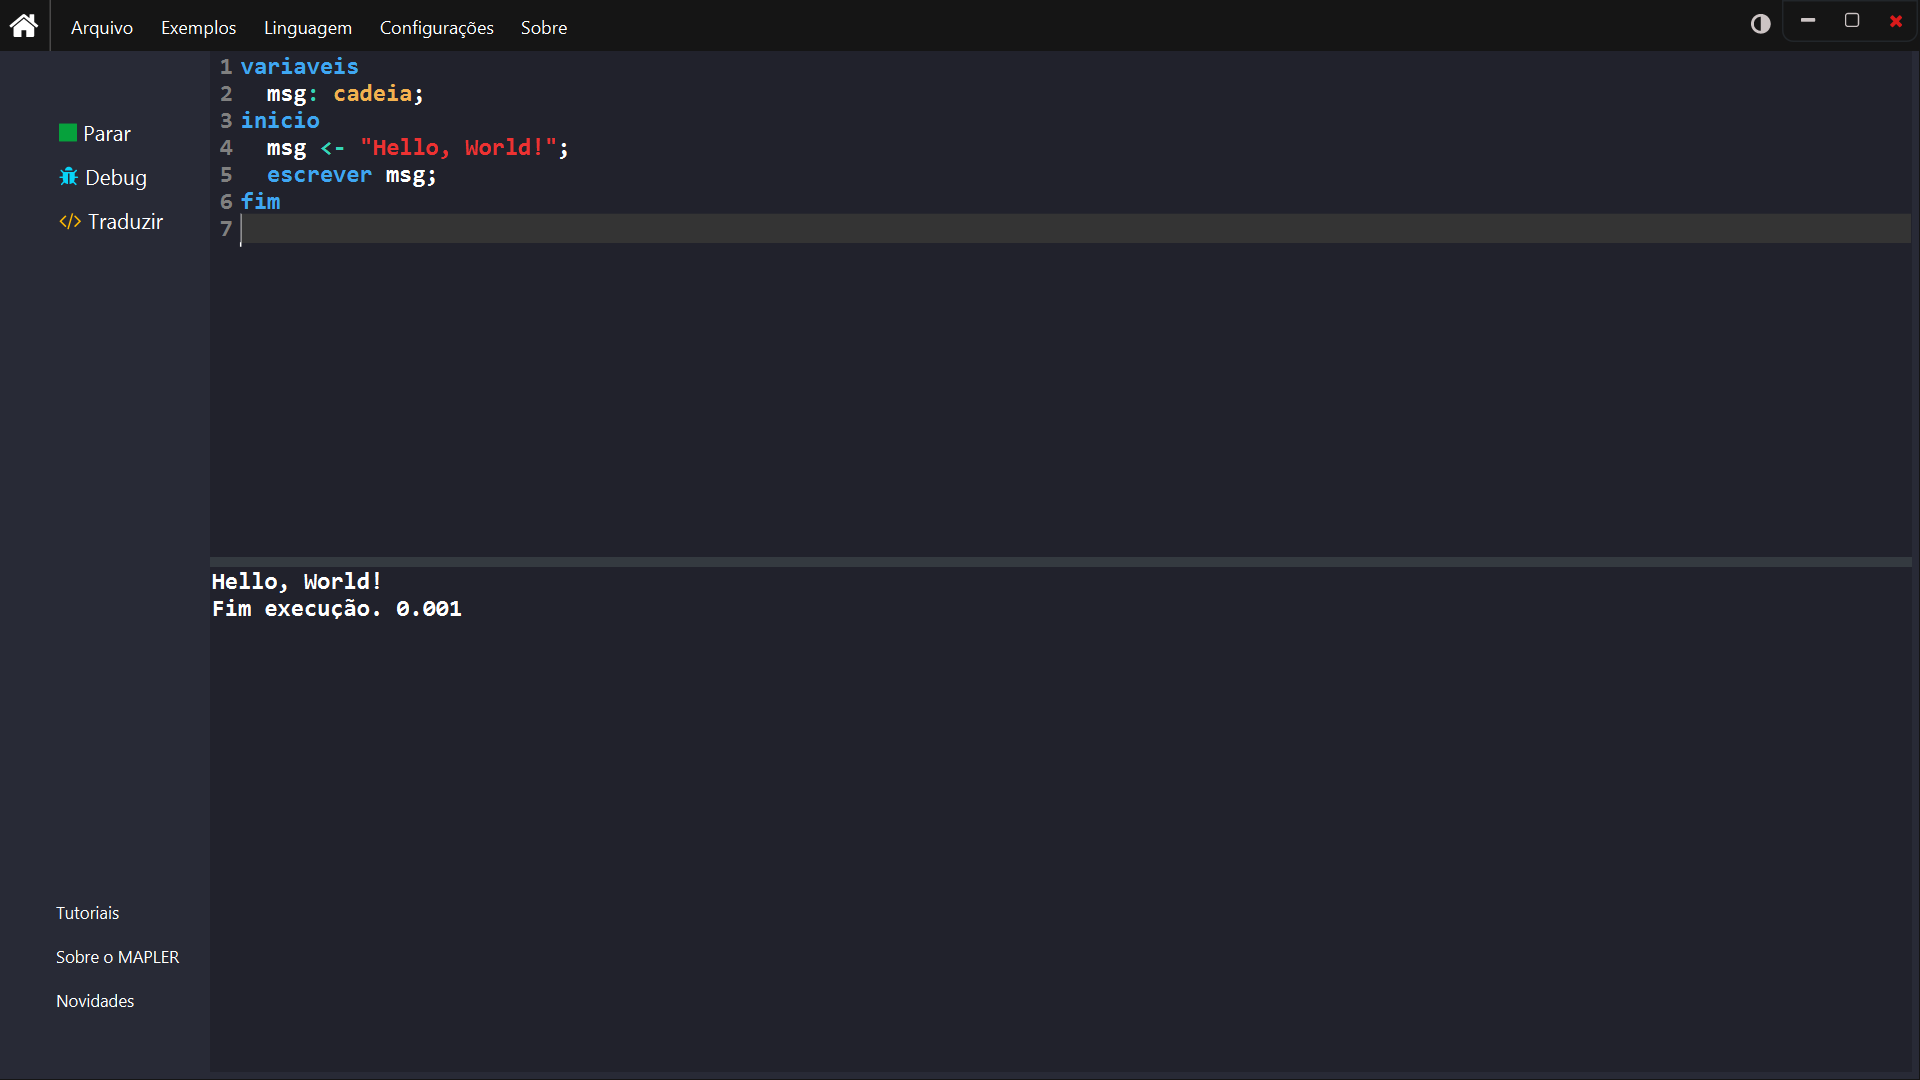 Arquivo Exemplos Linguagem Configurações Sobre
Parar
Debug
Traduzir
1 variaveis
2   msg: cadeia;
3 inicio
4   msg <- "Hello, World!";
5   escrever msg;
6 fim
7
Hello, World!
Fim execução. 0.001
Tutoriais
Sobre o MAPLER
Novidades